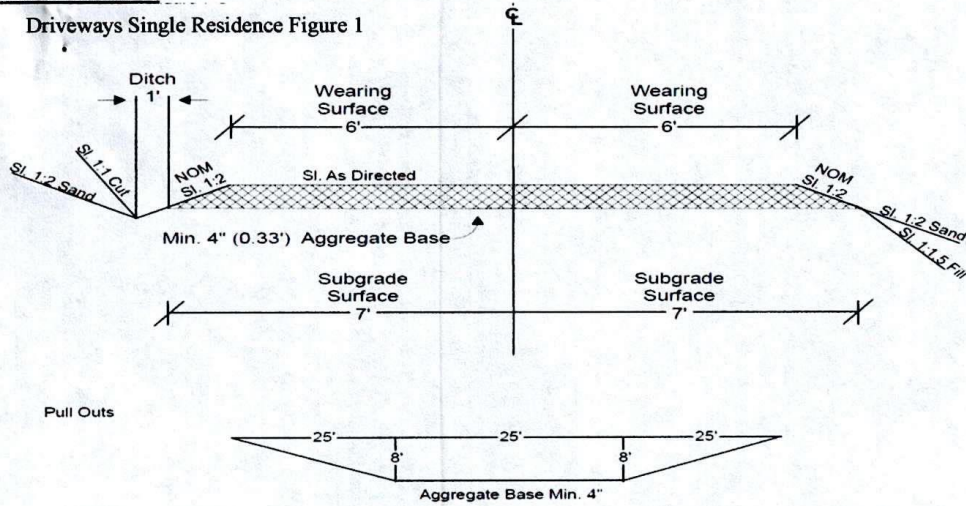 Driveways Single Residence Figure 1
℄
Ditch
1'
Wearing
Surface
6'
Wearing
Surface
6'
Sl. 1:2 Sand
Sl. 1:1 Cut
NOM
Sl. 1:2
Sl. As Directed
NOM
Sl. 1:2
Sl. 1:2 Sand
Sl. 1:1.5 Fill
Min. 4" (0.33') Aggregate Base
Subgrade
Surface
7'
Subgrade
Surface
7'
Pull Outs
25' 25' 25'
8' 8'
Aggregate Base Min. 4"